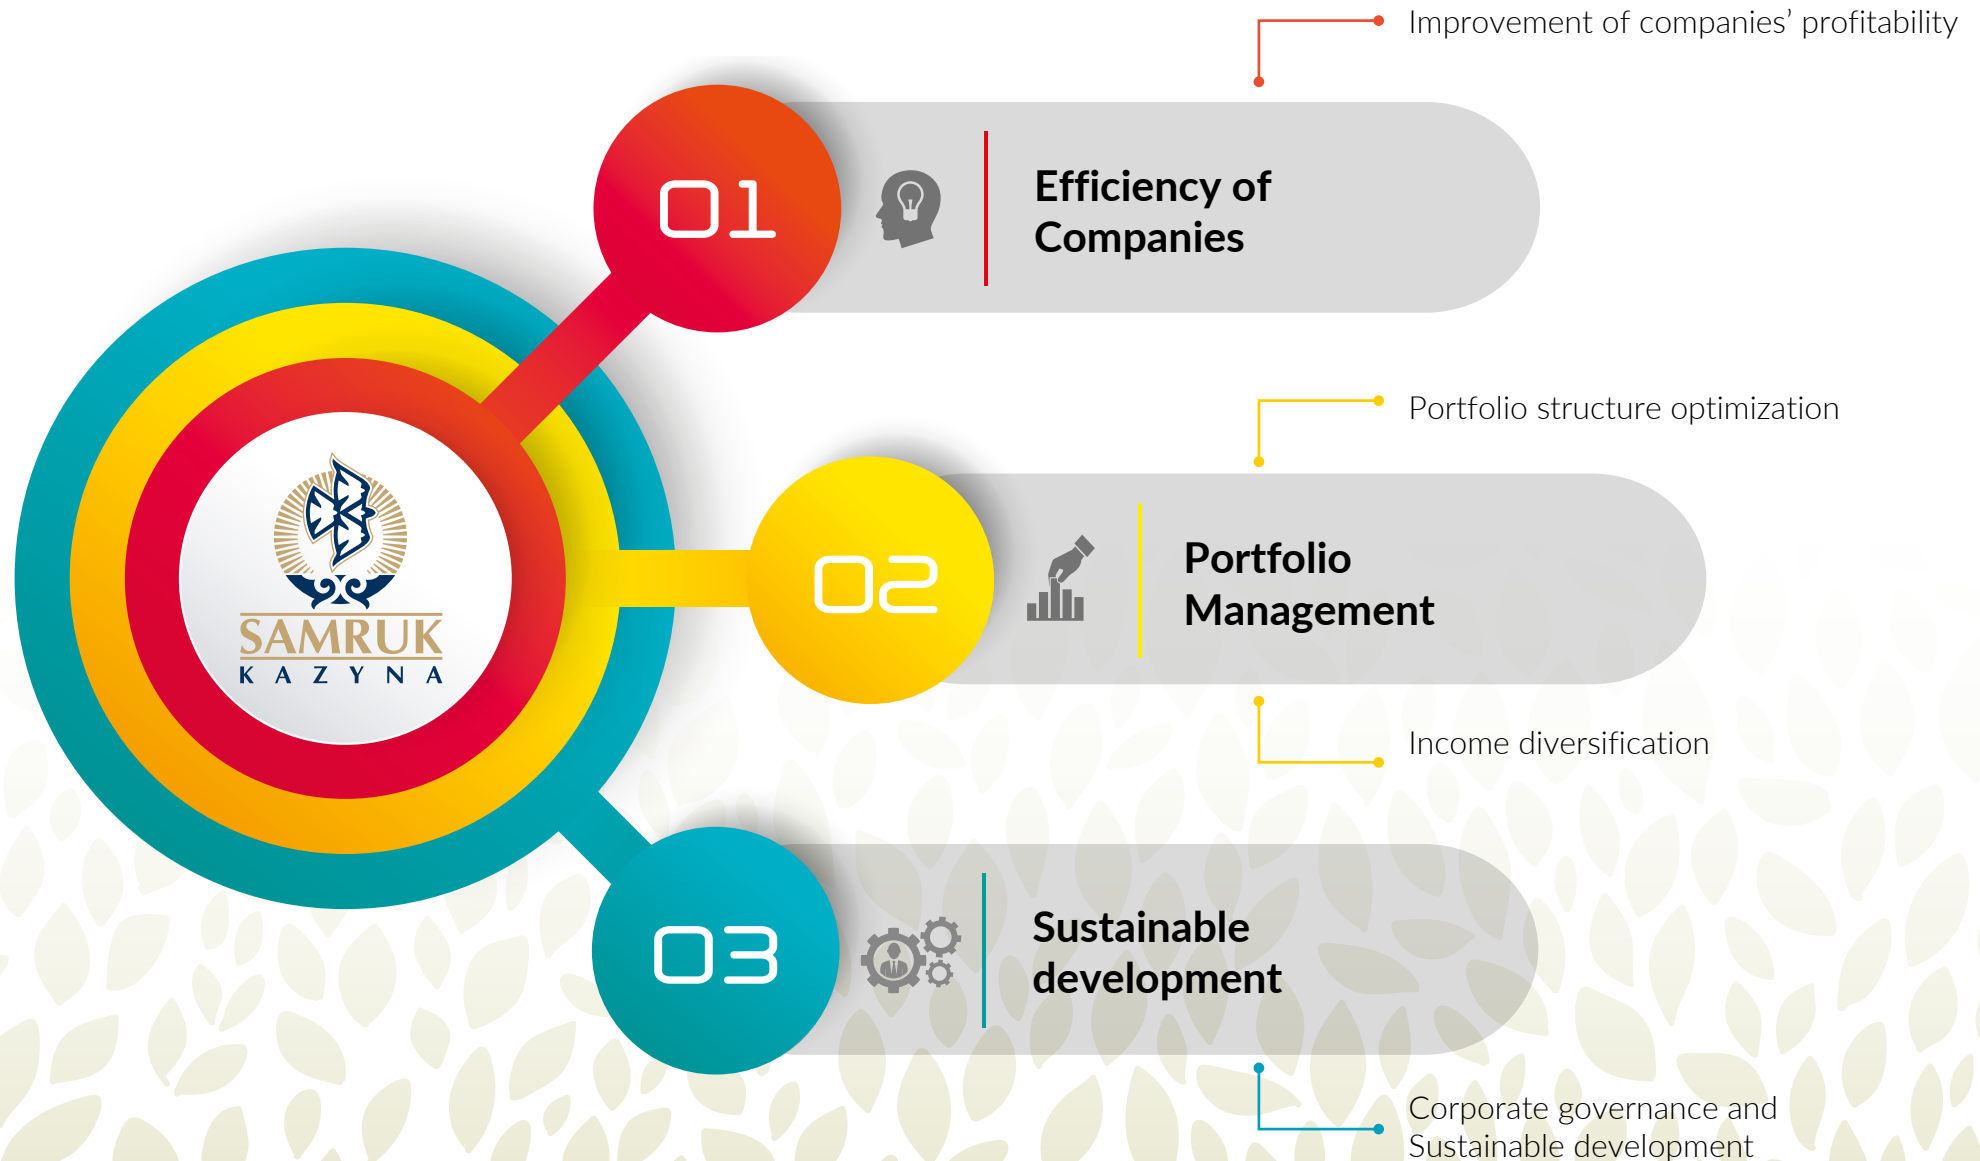 Improvement of companies’ profitability
01
Efficiency of
Companies
Portfolio structure optimization
02
Portfolio
Management
SAMRUK
KAZYNA
Income diversification
03
Sustainable
development
Corporate governance and
Sustainable development